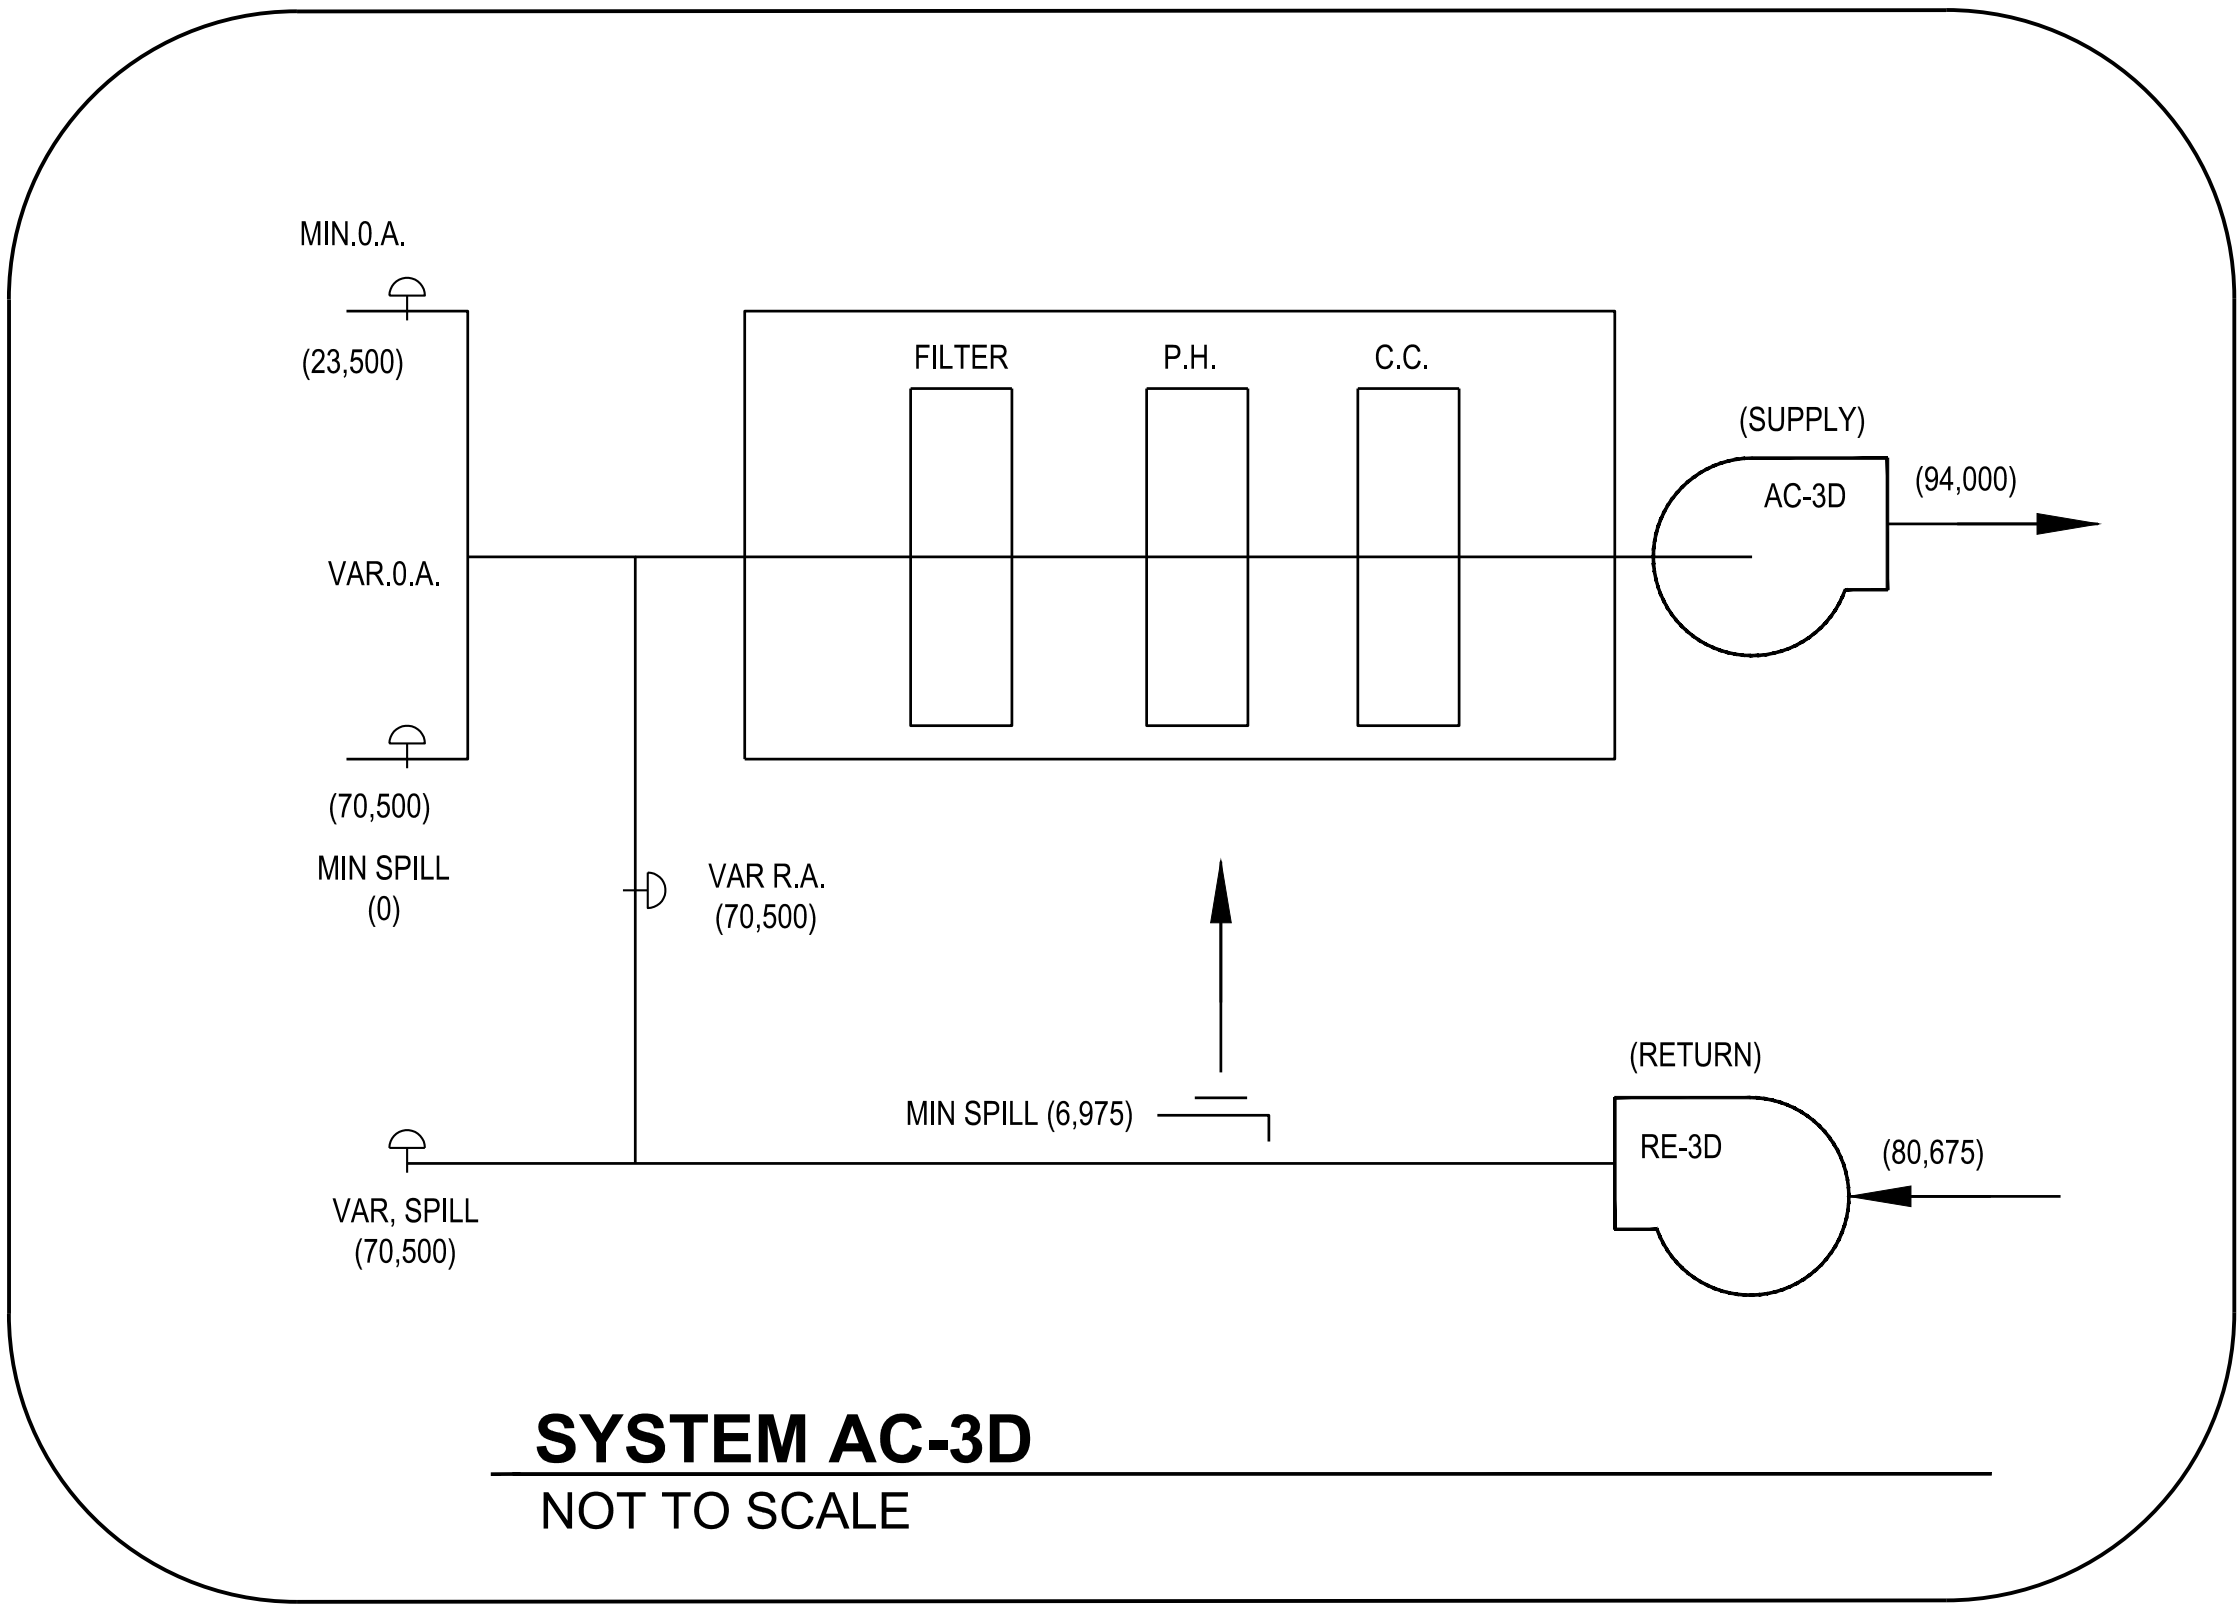 MIN.0.A.
(23,500)
FILTER
P.H.
C.C.
(SUPPLY)
AC-3D
(94,000)
VAR.0.A.
(70,500)
MIN SPILL
(0)
VAR R.A.
(70,500)
(RETURN)
MIN SPILL (6,975)
RE-3D
(80,675)
VAR, SPILL
(70,500)
SYSTEM AC-3D
NOT TO SCALE